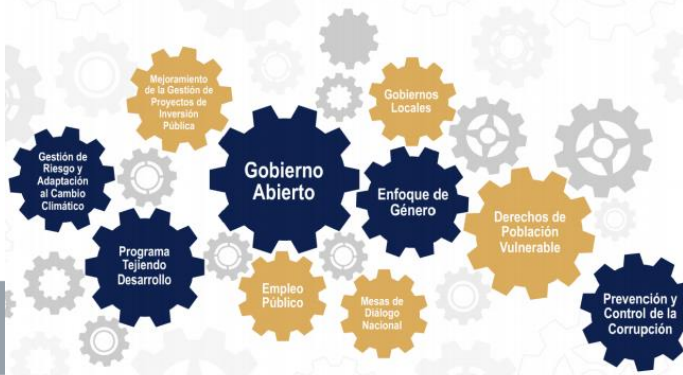 Mejoramiento
de la Gestión de
Proyectos de
Inversión
Pública
Gobiernos
Locales
Gestión de
Riesgo y
Adaptación
al Cambio
Climático
Gobierno
Abierto
Enfoque de
Género
Derechos de
Población
Vulnerable
Programa
Tejiendo
Desarrollo
Empleo
Público
Mesas de
Diálogo
Nacional
Prevención y
Control de la
Corrupción